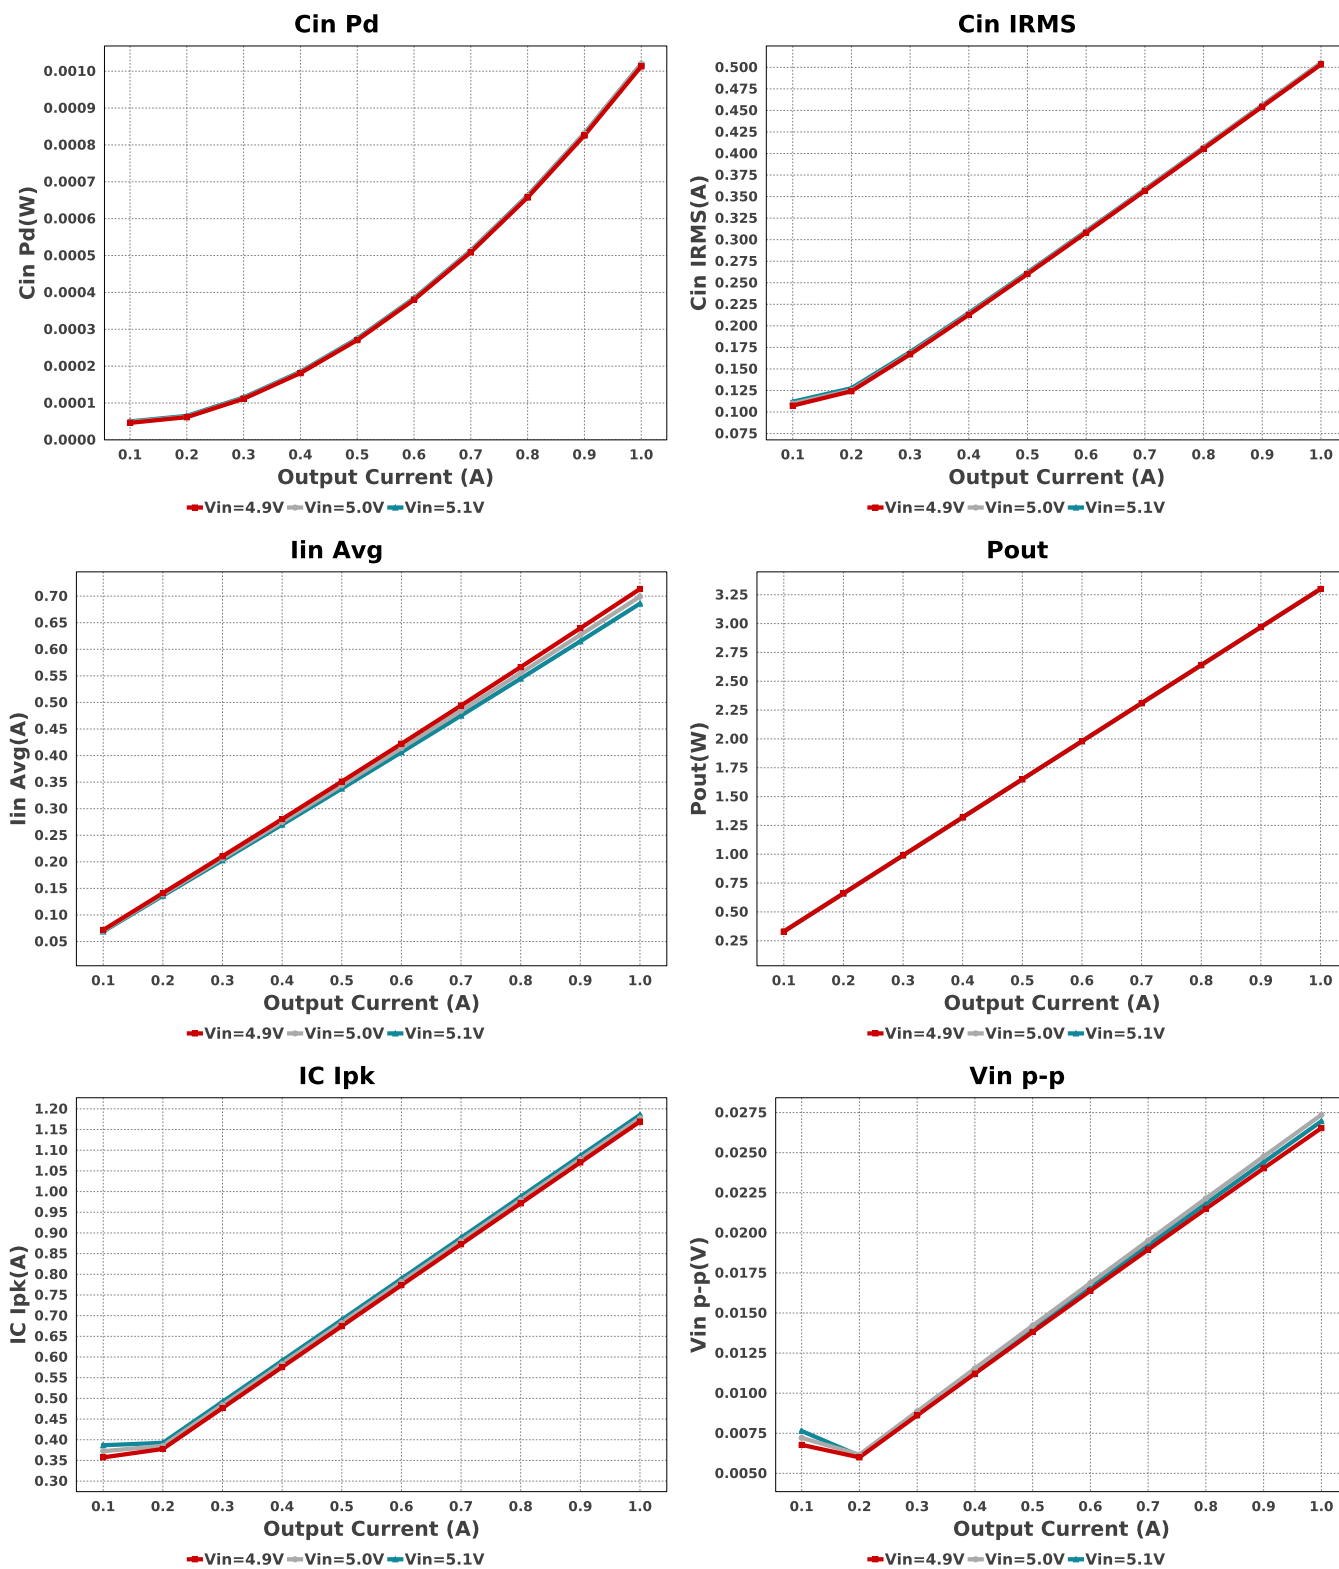 Cin Pd
Cin Pd(W)
0.0010
0.0009
0.0008
0.0007
0.0006
0.0005
0.0004
0.0003
0.0002
0.0001
0.0000
0.1 0.2 0.3 0.4 0.5 0.6 0.7 0.8 0.9 1.0
Output Current (A)
Vin=4.9V Vin=5.0V Vin=5.1V
Cin IRMS
Cin IRMS(A)
0.500
0.475
0.450
0.425
0.400
0.375
0.350
0.325
0.300
0.275
0.250
0.225
0.200
0.175
0.150
0.125
0.100
0.075
0.1 0.2 0.3 0.4 0.5 0.6 0.7 0.8 0.9 1.0
Output Current (A)
Vin=4.9V Vin=5.0V Vin=5.1V
Iin Avg
Iin Avg(A)
0.70
0.65
0.60
0.55
0.50
0.45
0.40
0.35
0.30
0.25
0.20
0.15
0.10
0.05
0.1 0.2 0.3 0.4 0.5 0.6 0.7 0.8 0.9 1.0
Output Current (A)
Vin=4.9V Vin=5.0V Vin=5.1V
Pout
Pout(W)
3.25
3.00
2.75
2.50
2.25
2.00
1.75
1.50
1.25
1.00
0.75
0.50
0.25
0.1 0.2 0.3 0.4 0.5 0.6 0.7 0.8 0.9 1.0
Output Current (A)
Vin=4.9V Vin=5.0V Vin=5.1V
IC Ipk
IC Ipk(A)
1.20
1.15
1.10
1.05
1.00
0.95
0.90
0.85
0.80
0.75
0.70
0.65
0.60
0.55
0.50
0.45
0.40
0.35
0.30
0.1 0.2 0.3 0.4 0.5 0.6 0.7 0.8 0.9 1.0
Output Current (A)
Vin=4.9V Vin=5.0V Vin=5.1V
Vin p-p
Vin p-p(V)
0.0275
0.0250
0.0225
0.0200
0.0175
0.0150
0.0125
0.0100
0.0075
0.0050
0.1 0.2 0.3 0.4 0.5 0.6 0.7 0.8 0.9 1.0
Output Current (A)
Vin=4.9V Vin=5.0V Vin=5.1V